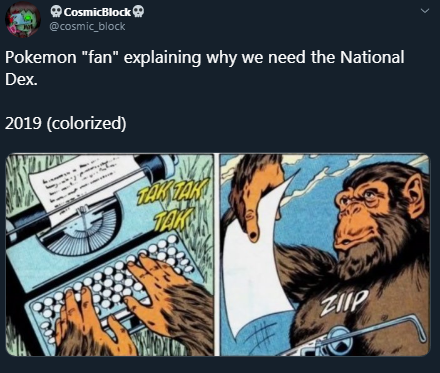 💀CosmicBlock💀
@cosmic_block
Pokemon "fan" explaining why we need the National
Dex.
2019 (colorized)
TAK TAK
TAK
ZIIP